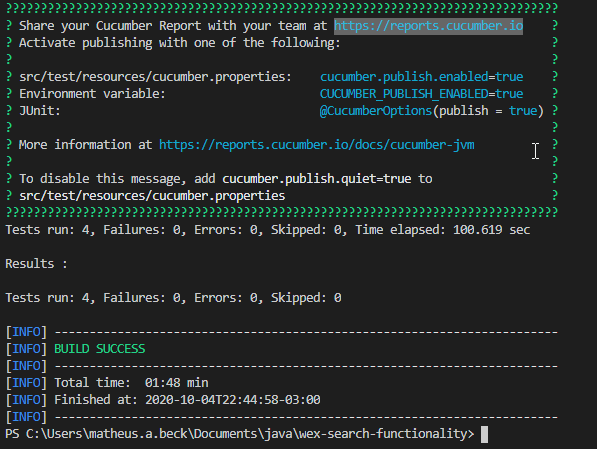 ???????????????????????????????????????????????????????????????????????????????
? Share your Cucumber Report with your team at https://reports.cucumber.io ?
? Activate publishing with one of the following: ?
? ?
? src/test/resources/cucumber.properties: cucumber.publish.enabled=true ?
? Environment variable: CUCUMBER_PUBLISH_ENABLED=true ?
? JUnit: @CucumberOptions(publish = true) ?
? ?
? More information at https://reports.cucumber.io/docs/cucumber-jvm ?
? ?
? To disable this message, add cucumber.publish.quiet=true to ?
? src/test/resources/cucumber.properties ?
???????????????????????????????????????????????????????????????????????????????
Tests run: 4, Failures: 0, Errors: 0, Skipped: 0, Time elapsed: 100.619 sec
Results :
Tests run: 4, Failures: 0, Errors: 0, Skipped: 0
[INFO] ------------------------------------------------------------------------
[INFO] BUILD SUCCESS
[INFO] ------------------------------------------------------------------------
[INFO] Total time: 01:48 min
[INFO] Finished at: 2020-10-04T22:44:58-03:00
[INFO] ------------------------------------------------------------------------
PS C:\Users\matheus.a.beck\Documents\java\wex-search-functionality>